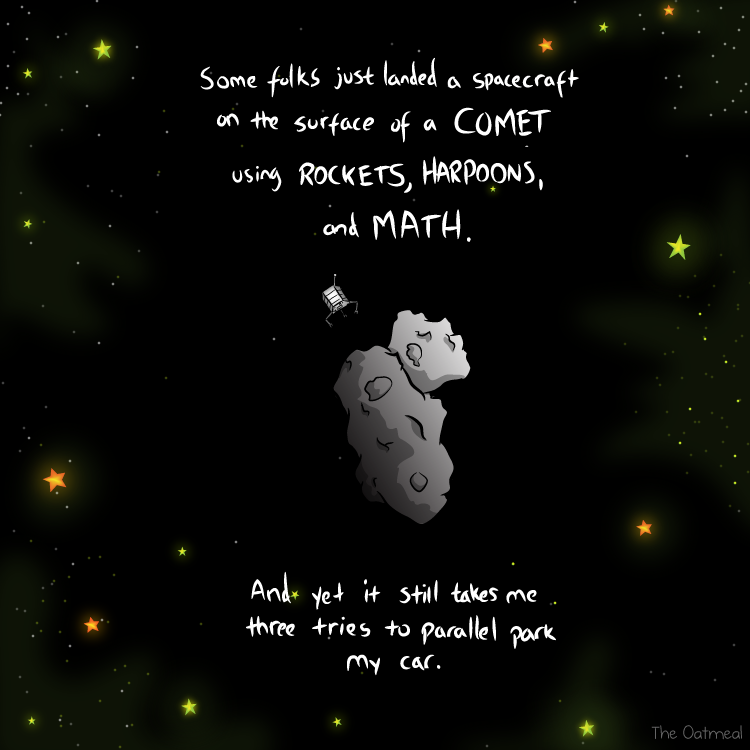 Some folks just landed a spacecraft
on the surface of a COMET
using ROCKETS, HARPOONS,
and MATH.
And yet it still takes me
three tries to parallel park
my car.
The Oatmeal